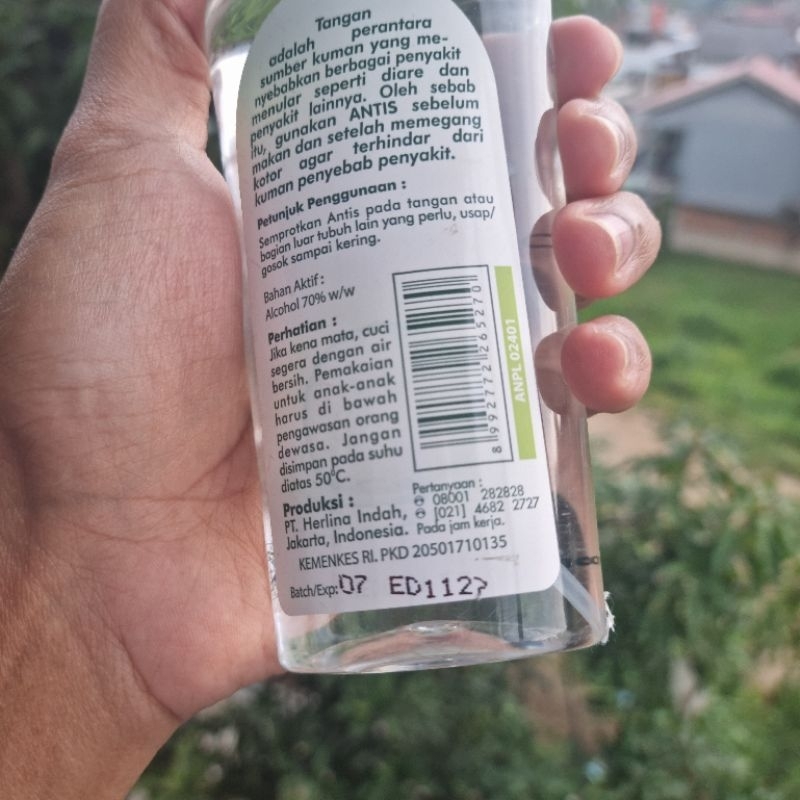 Tangan
adalah perantara
sumber kuman yang me-
nyebabkan berbagai penyakit
menular seperti diare dan
penyakit lainnya. Oleh sebab
itu, gunakan ANTIS sebelum
makan dan setelah memegang
kotor agar terhindar dari
kuman penyebab penyakit.
Petunjuk Penggunaan :
Semprotkan Antis pada tangan atau
bagian luar tubuh lain yang perlu, usap/
gosok sampai kering.
Bahan Aktif :
Alcohol 70% w/w
Perhatian :
Jika kena mata, cuci
segera dengan air
bersih. Pemakaian
untuk anak-anak
harus di bawah
pengawasan orang
dewasa. Jangan
disimpan pada suhu
diatas 50°C.
8 992772 265270
ANPL 02401
Produksi :
PT. Herlina Indah,
Jakarta, Indonesia.
Pertanyaan :
08001 282828
[021] 4682 2727
Pada jam kerja.
KEMENKES RI. PKD 20501710135
Batch/Exp: 07 ED1127